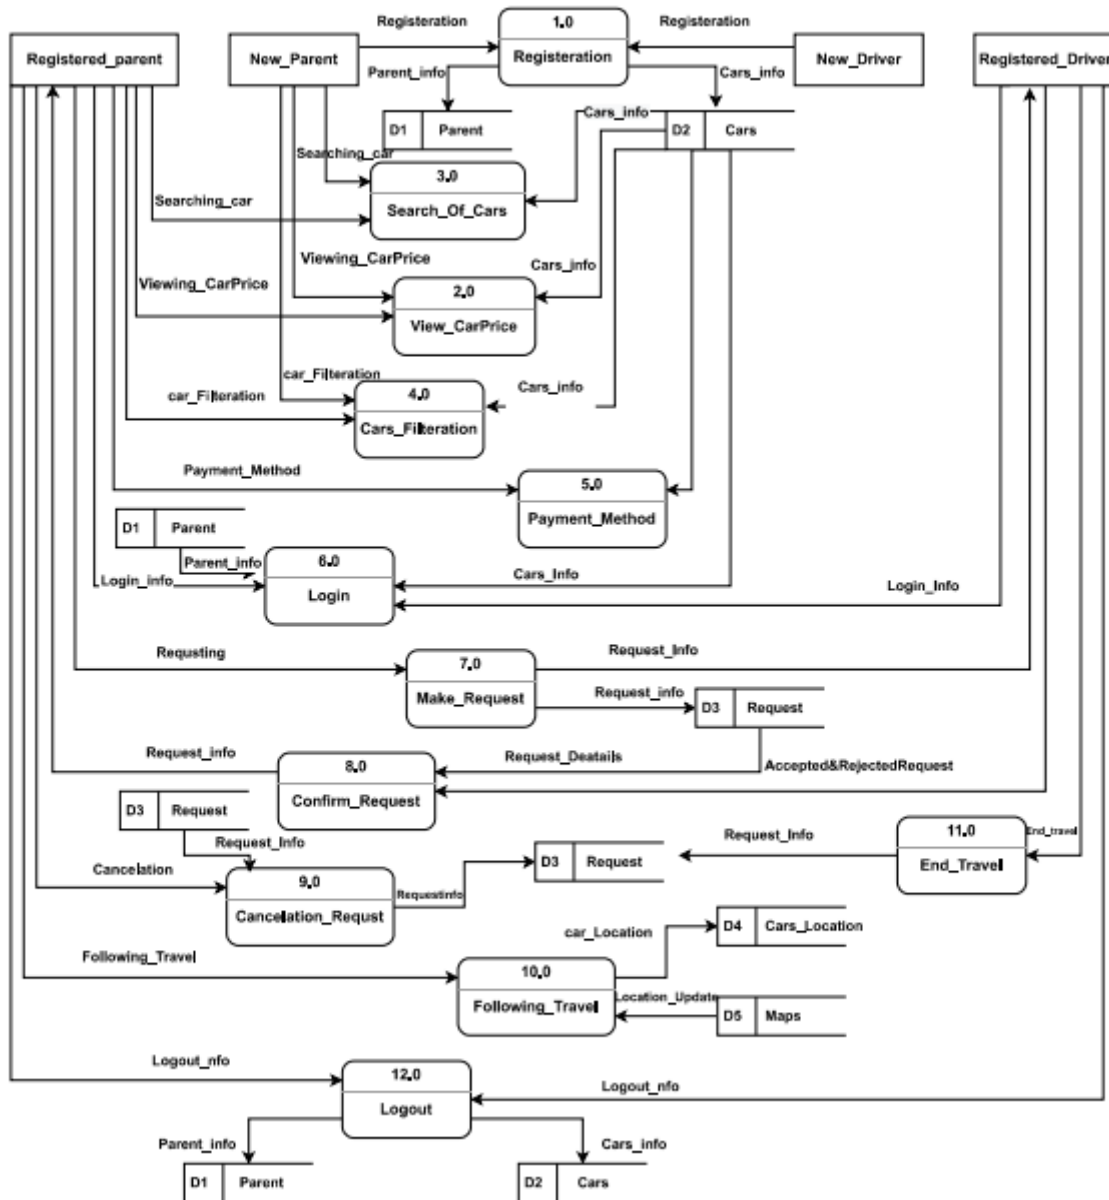 Registeration
1.0
Registeration
Registered_parent
New_Parent
Registeration
New_Driver
Registered_Driver
Parent_info
Cars_info
D1 Parent
Cars_info
D2 Cars
Searching_car
3.0
Search_Of_Cars
Searching_car
Viewing_CarPrice
Cars_info
Viewing_CarPrice
2.0
View_CarPrice
car_Filteration
car_Filteration
4.0
Cars_Filteration
Cars_info
Payment_Method
5.0
Payment_Method
D1 Parent
Parent_info
6.0
Login
Login_info
Cars_Info
Login_Info
Requsting
7.0
Make_Request
Request_Info
Request_info
D3 Request
Request_info
8.0
Confirm_Request
Request_Deatails
Accepted&RejectedRequest
D3 Request
Request_Info
Cancelation
9.0
Cancelation_Requst
Requestinfo
D3 Request
Request_Info
11.0
End_Travel
End_travel
car_Location
D4 Cars_Location
Following_Travel
10.0
Following_Travel
Location_Update
D5 Maps
Logout_nfo
12.0
Logout
Logout_nfo
Parent_info
Cars_info
D1 Parent
D2 Cars